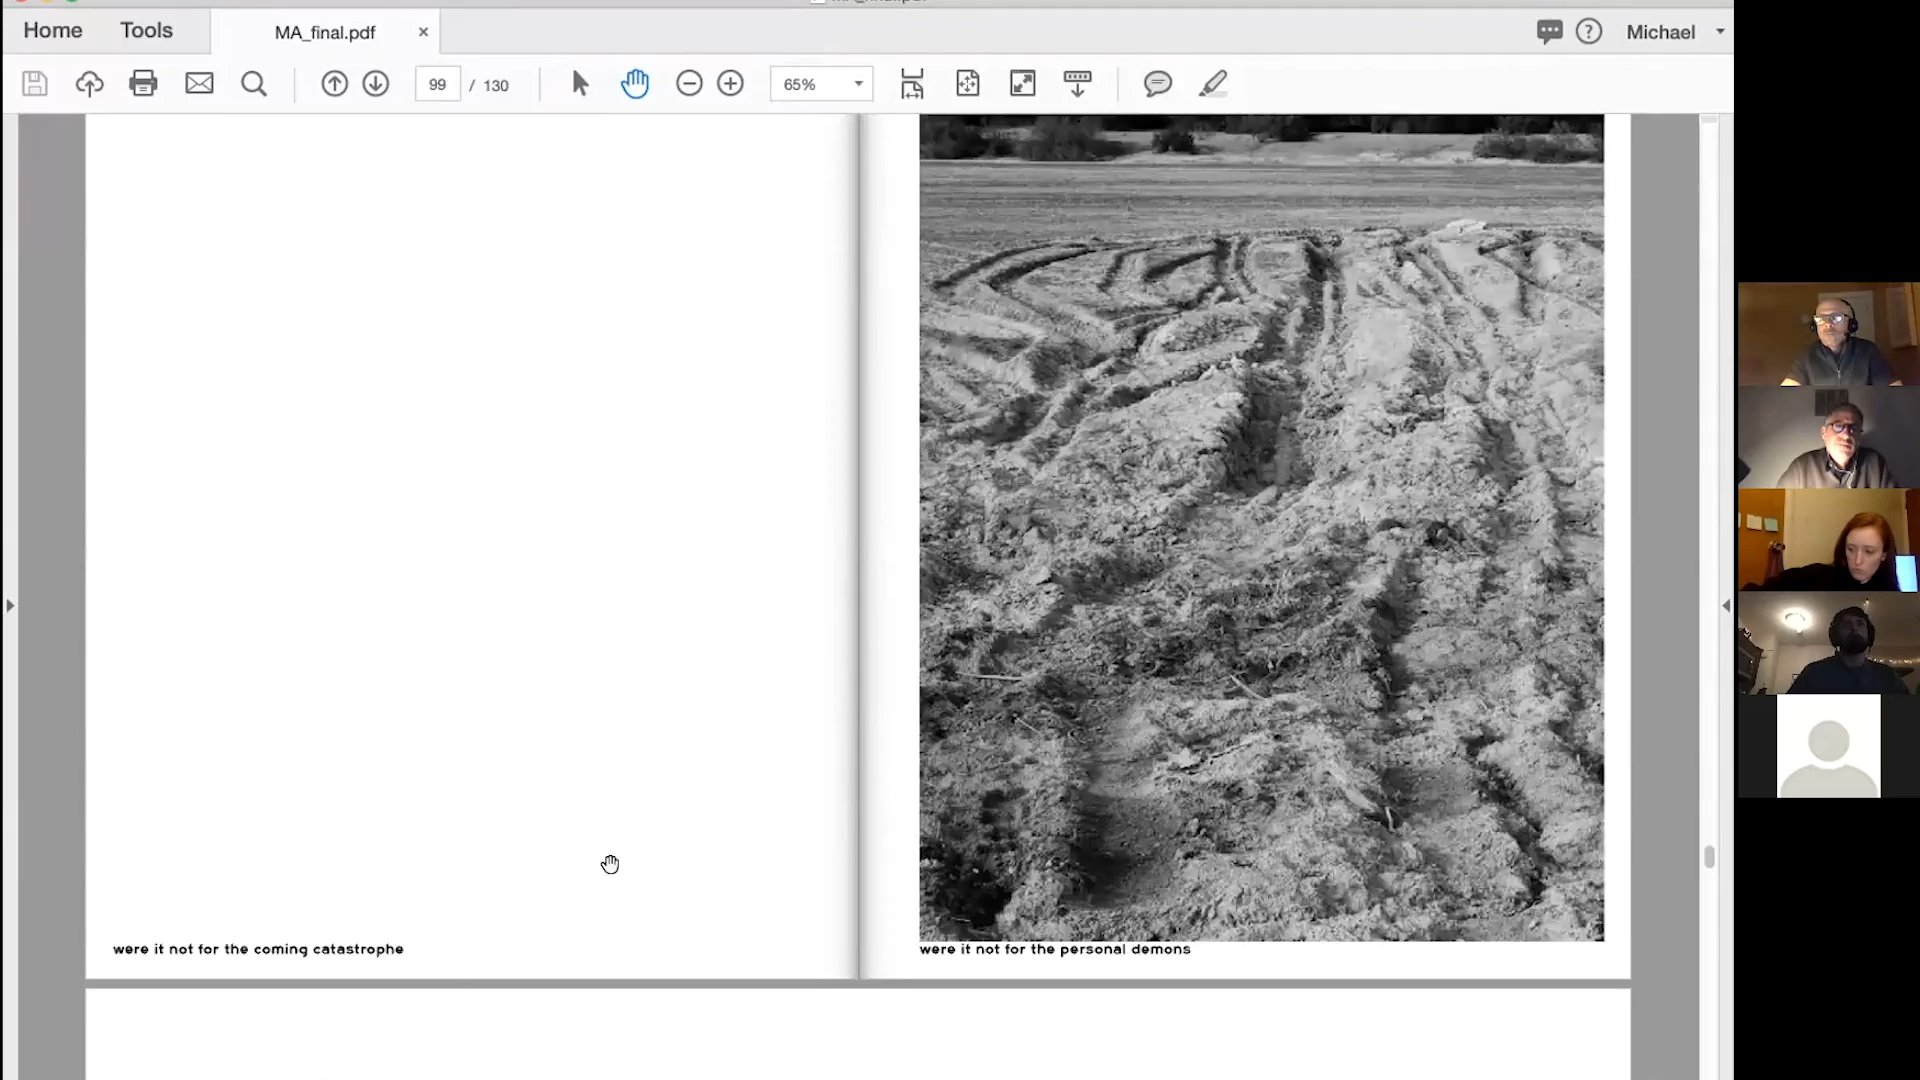 Home
Tools
MA_final.pdf
Michael
99 / 130
65%
were it not for the coming catastrophe
were it not for the personal demons